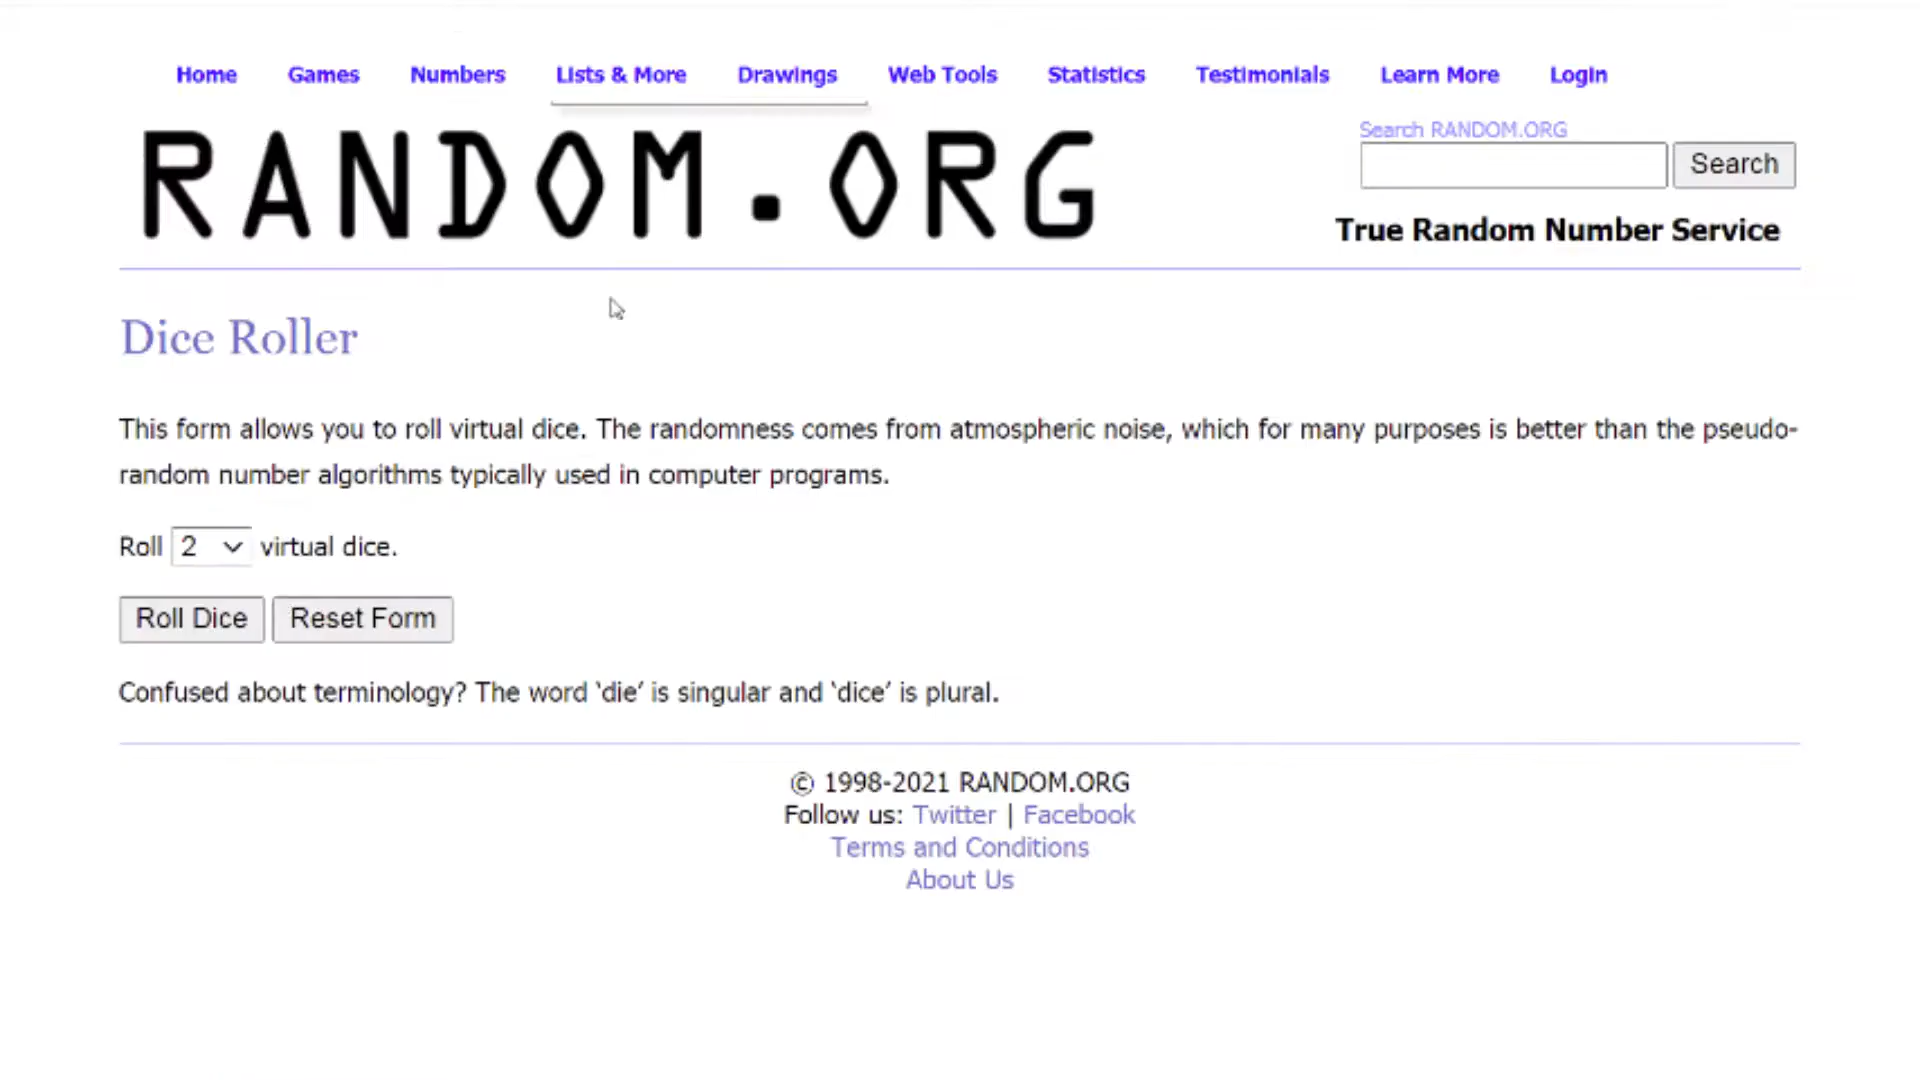 Home Games Numbers Lists & More Drawings Web Tools Statistics Testimonials Learn More Login
RANDOM.ORG
Search RANDOM.ORG
Search
True Random Number Service
Dice Roller
This form allows you to roll virtual dice. The randomness comes from atmospheric noise, which for many purposes is better than the pseudo-
random number algorithms typically used in computer programs.
Roll 2 virtual dice.
Roll Dice Reset Form
Confused about terminology? The word ‘die’ is singular and ‘dice’ is plural.
© 1998-2021 RANDOM.ORG
Follow us: Twitter | Facebook
Terms and Conditions
About Us